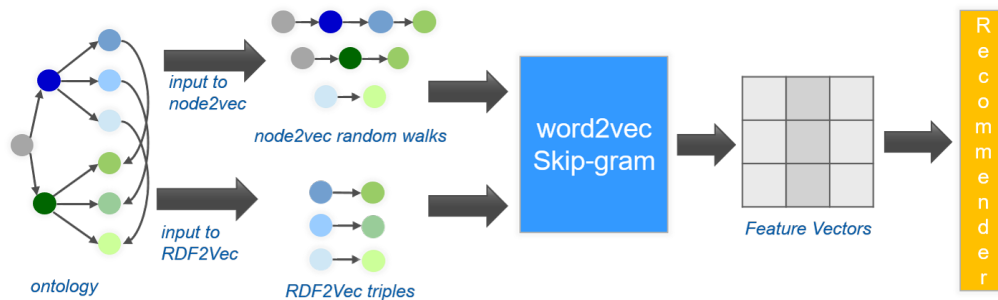 ontology
input to
node2vec
node2vec random walks
input to
RDF2Vec
RDF2Vec triples
word2vec
Skip-gram
Feature Vectors
R
e
c
o
m
m
e
n
d
e
r